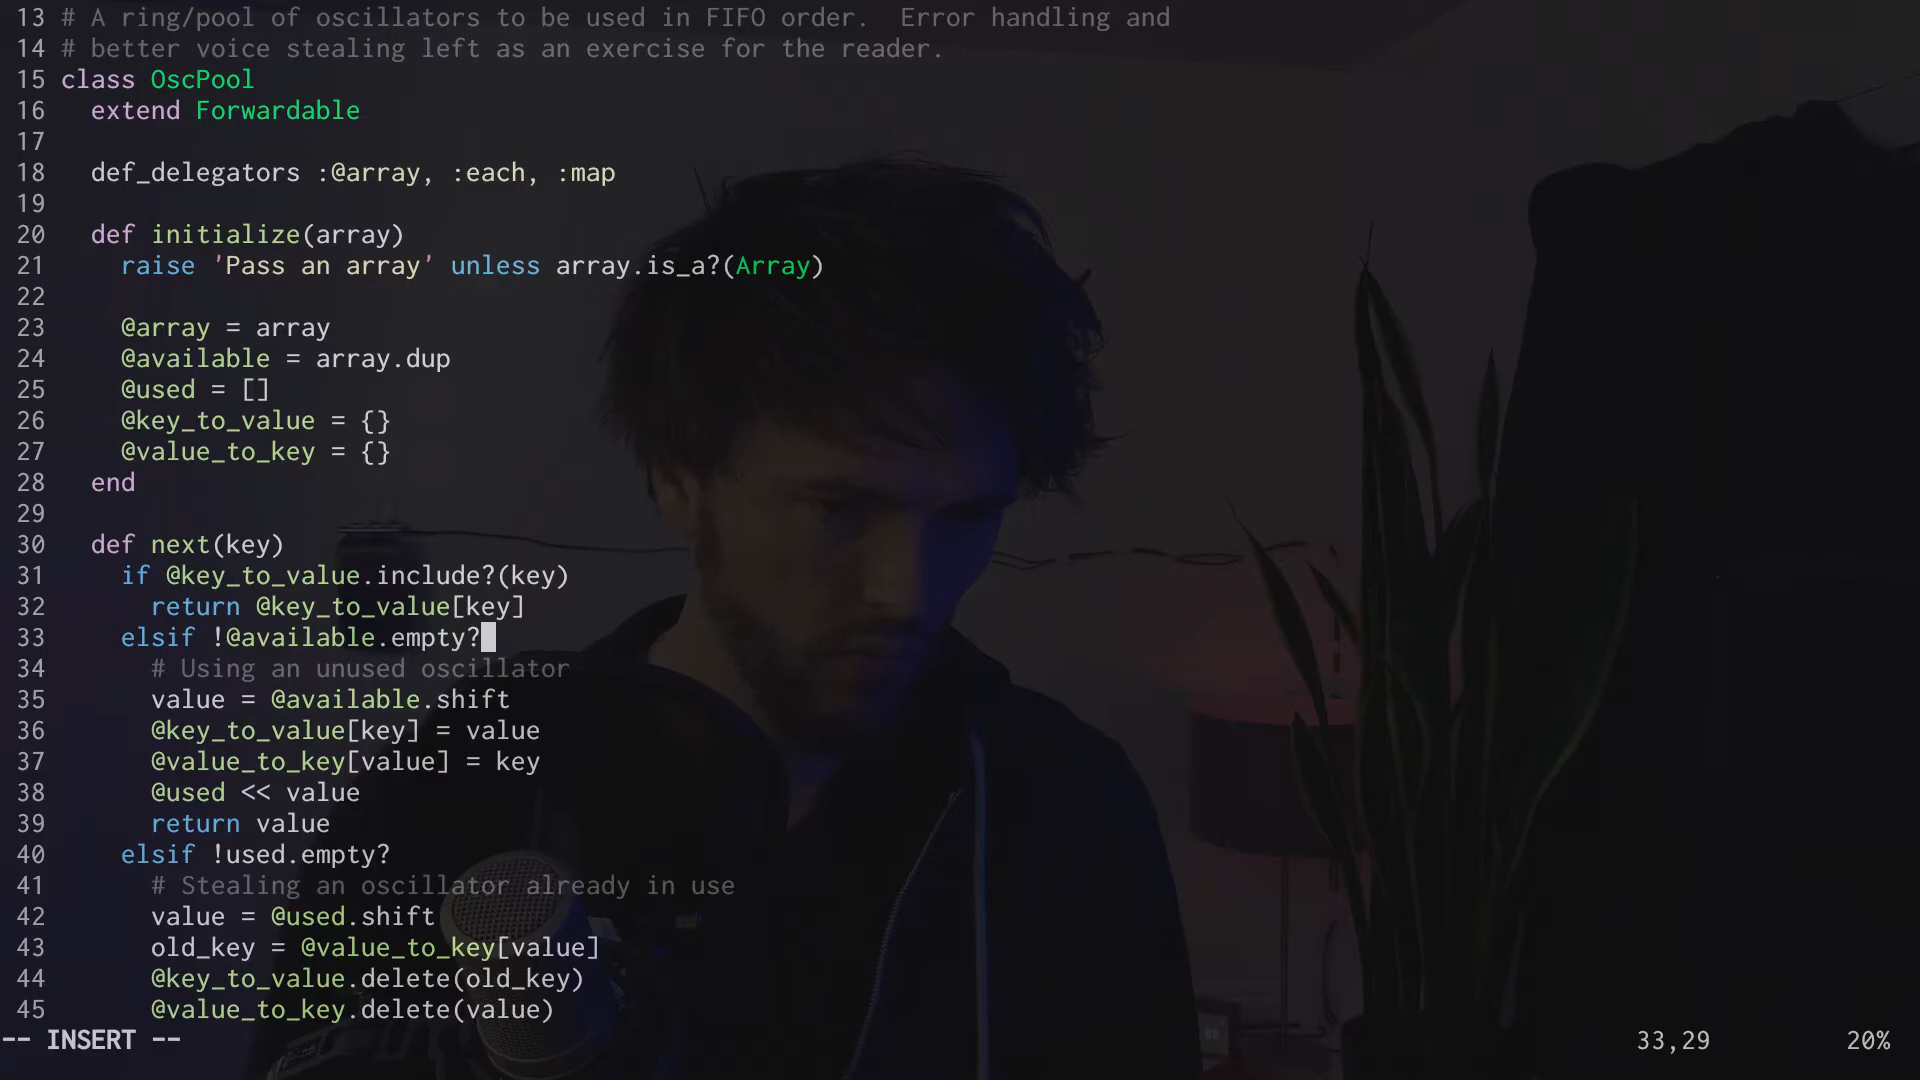 13 # A ring/pool of oscillators to be used in FIFO order.  Error handling and
14 # better voice stealing left as an exercise for the reader.
15 class OscPool
16   extend Forwardable
17
18   def_delegators :@array, :each, :map
19
20   def initialize(array)
21     raise 'Pass an array' unless array.is_a?(Array)
22
23     @array = array
24     @available = array.dup
25     @used = []
26     @key_to_value = {}
27     @value_to_key = {}
28   end
29
30   def next(key)
31     if @key_to_value.include?(key)
32       return @key_to_value[key]
33     elsif !@available.empty?
34       # Using an unused oscillator
35       value = @available.shift
36       @key_to_value[key] = value
37       @value_to_key[value] = key
38       @used << value
39       return value
40     elsif !used.empty?
41       # Stealing an oscillator already in use
42       value = @used.shift
43       old_key = @value_to_key[value]
44       @key_to_value.delete(old_key)
45       @value_to_key.delete(value)
-- INSERT -- 33,29 20%